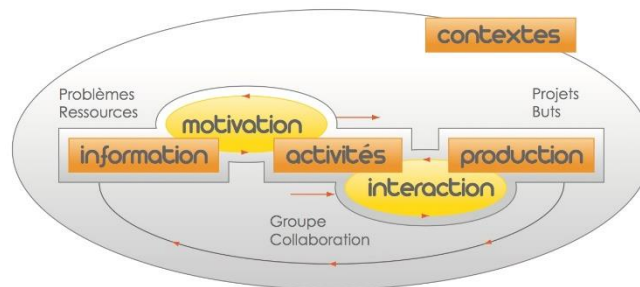 contextes
Problèmes
Ressources
Projets
Buts
motivation
information
activités
production
interaction
Groupe
Collaboration